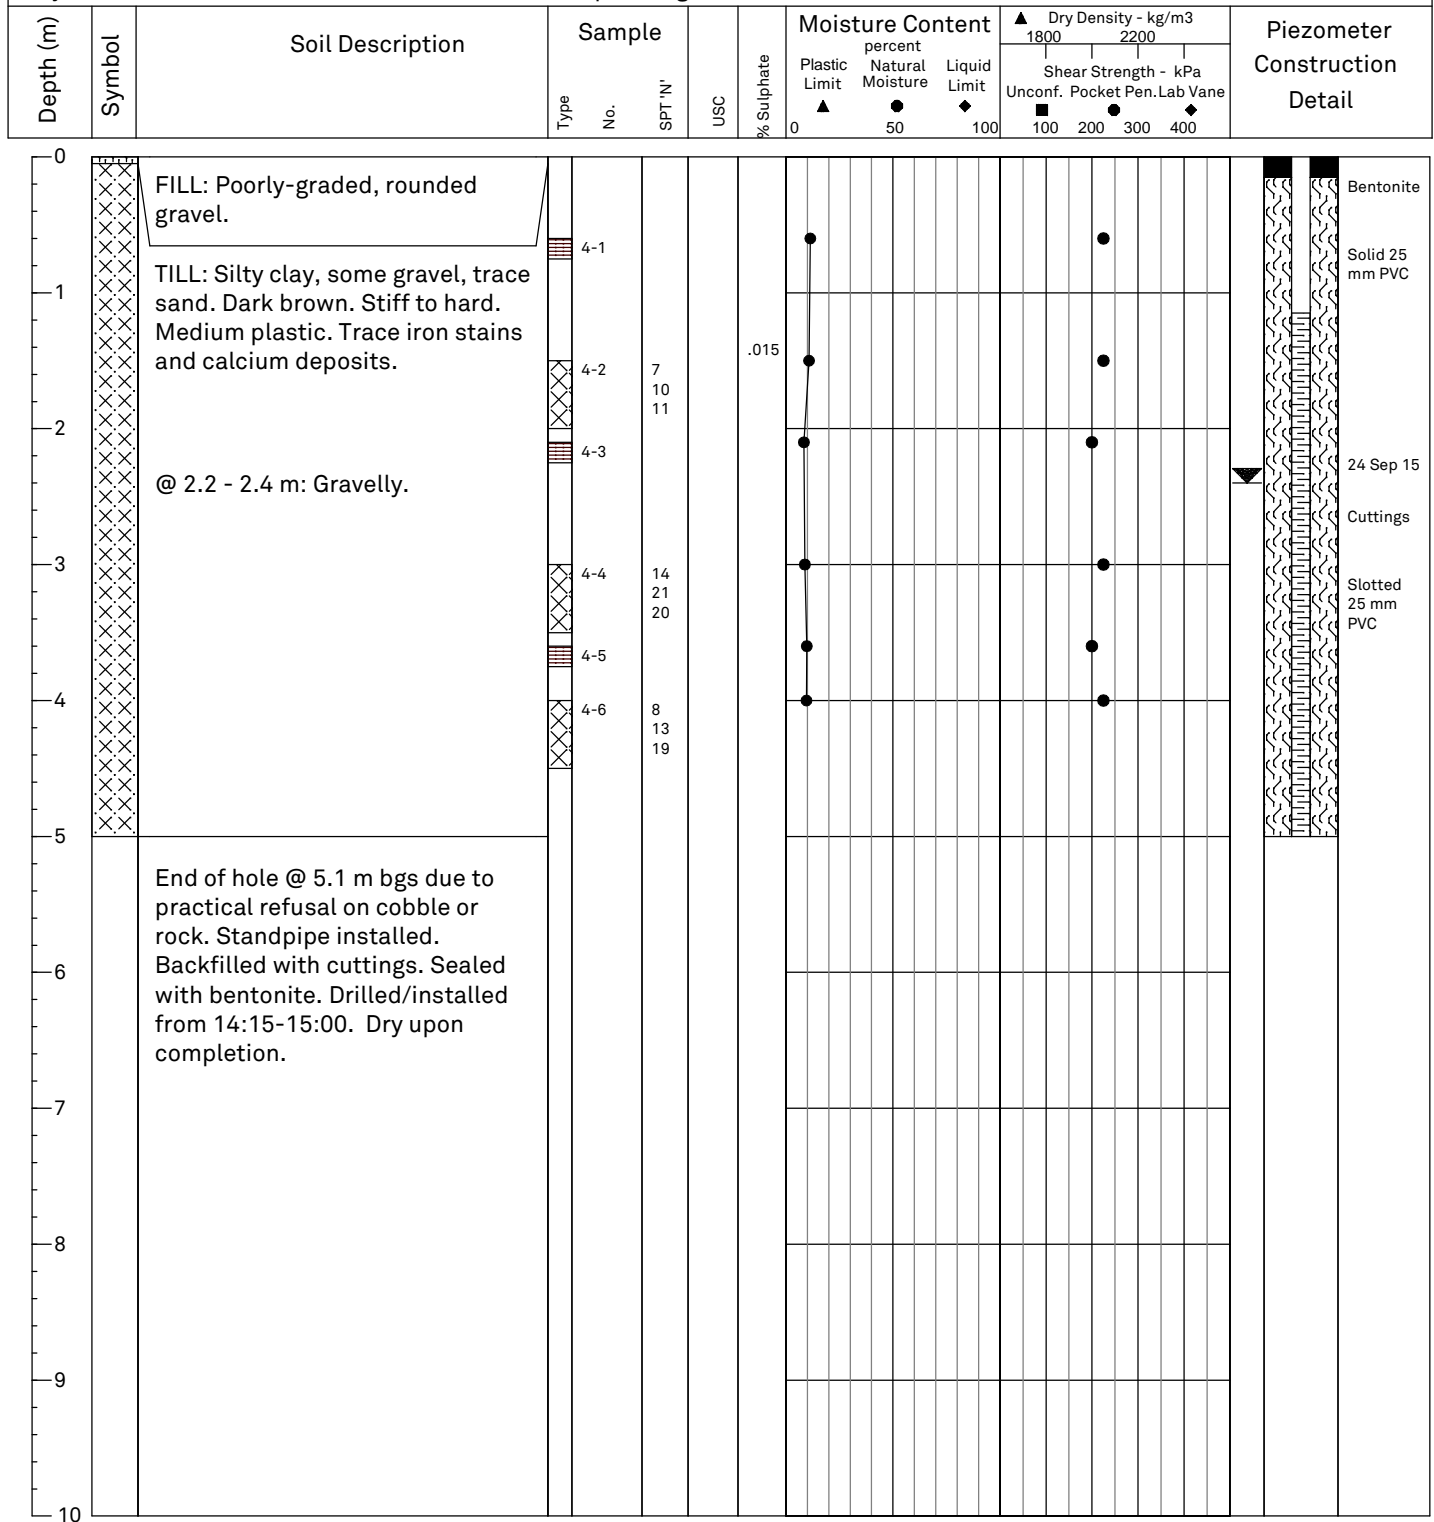 Depth (m)
Symbol
Soil Description
Sample
Type
No.
SPT 'N'
USC
% Sulphate
Moisture Content
percent
Plastic Limit
Natural Moisture
Liquid Limit
0 50 100
Dry Density - kg/m3
1800 2200
Shear Strength - kPa
Unconf. Pocket Pen. Lab Vane
100 200 300 400
Piezometer
Construction
Detail
0
FILL: Poorly-graded, rounded
gravel.
Bentonite
4-1
Solid 25
mm PVC
TILL: Silty clay, some gravel, trace
sand. Dark brown. Stiff to hard.
Medium plastic. Trace iron stains
and calcium deposits.
1
.015
4-2 7
10
11
2
4-3
24 Sep 15
@ 2.2 - 2.4 m: Gravelly.
Cuttings
3
4-4 14
21
20
Slotted
25 mm
PVC
4-5
4
4-6 8
13
19
5
End of hole @ 5.1 m bgs due to
practical refusal on cobble or
rock. Standpipe installed.
Backfilled with cuttings. Sealed
with bentonite. Drilled/installed
from 14:15-15:00. Dry upon
completion.
6
7
8
9
10